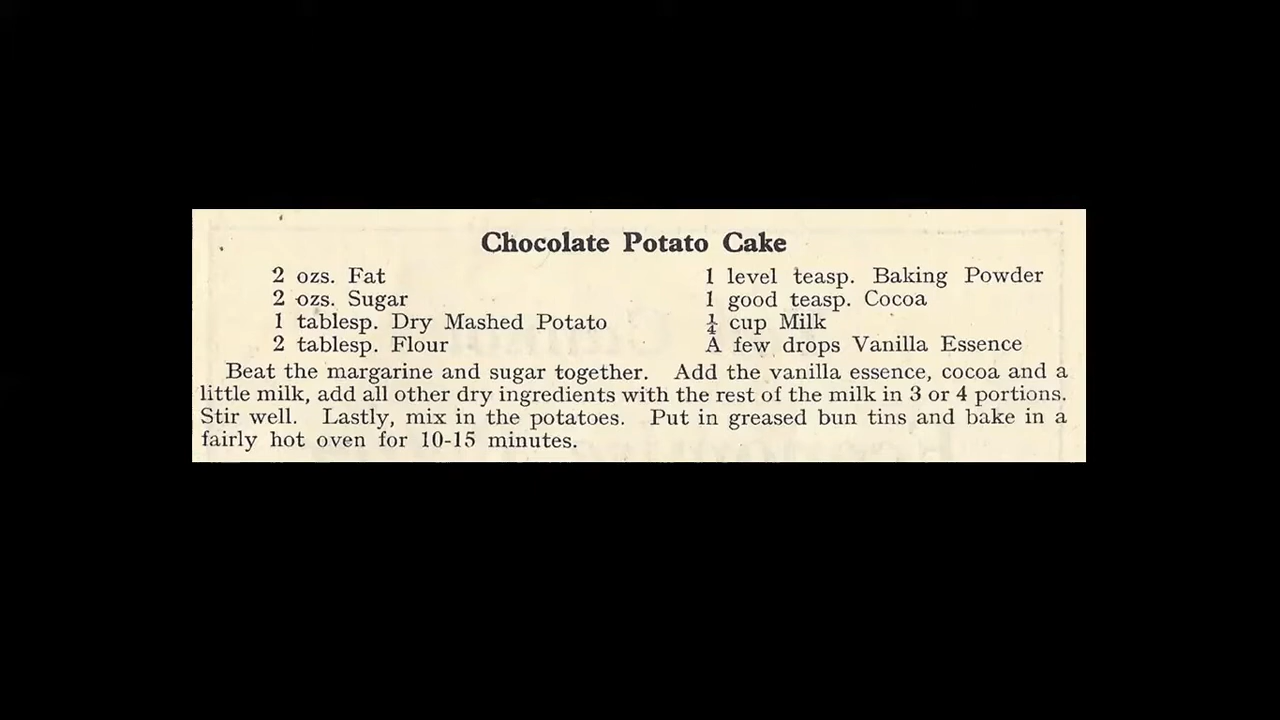 Chocolate Potato Cake
2 ozs. Fat
2 ozs. Sugar
1 tablesp. Dry Mashed Potato
2 tablesp. Flour
1 level teasp. Baking Powder
1 good teasp. Cocoa
¼ cup Milk
A few drops Vanilla Essence
Beat the margarine and sugar together. Add the vanilla essence, cocoa and a
little milk, add all other dry ingredients with the rest of the milk in 3 or 4 portions.
Stir well. Lastly, mix in the potatoes. Put in greased bun tins and bake in a
fairly hot oven for 10-15 minutes.